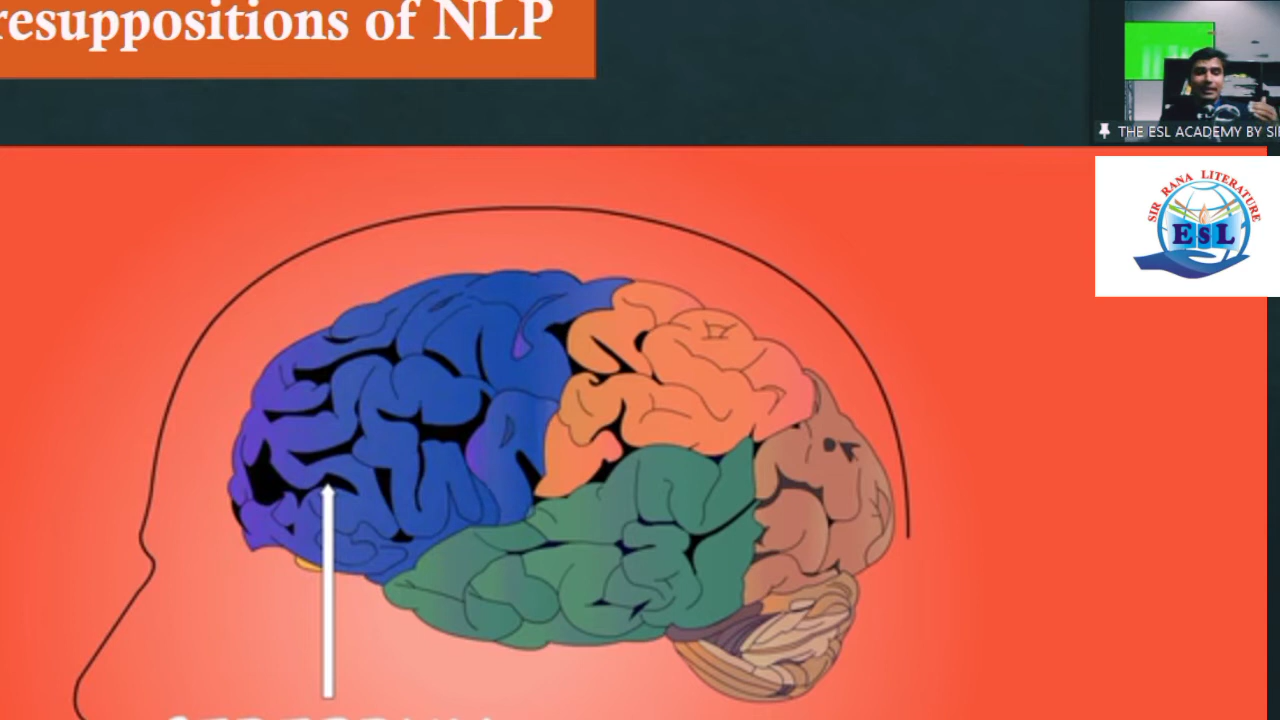 resuppositions of NLP
THE ESL ACADEMY BY SI
SIR RANA LITERATURE
ESL